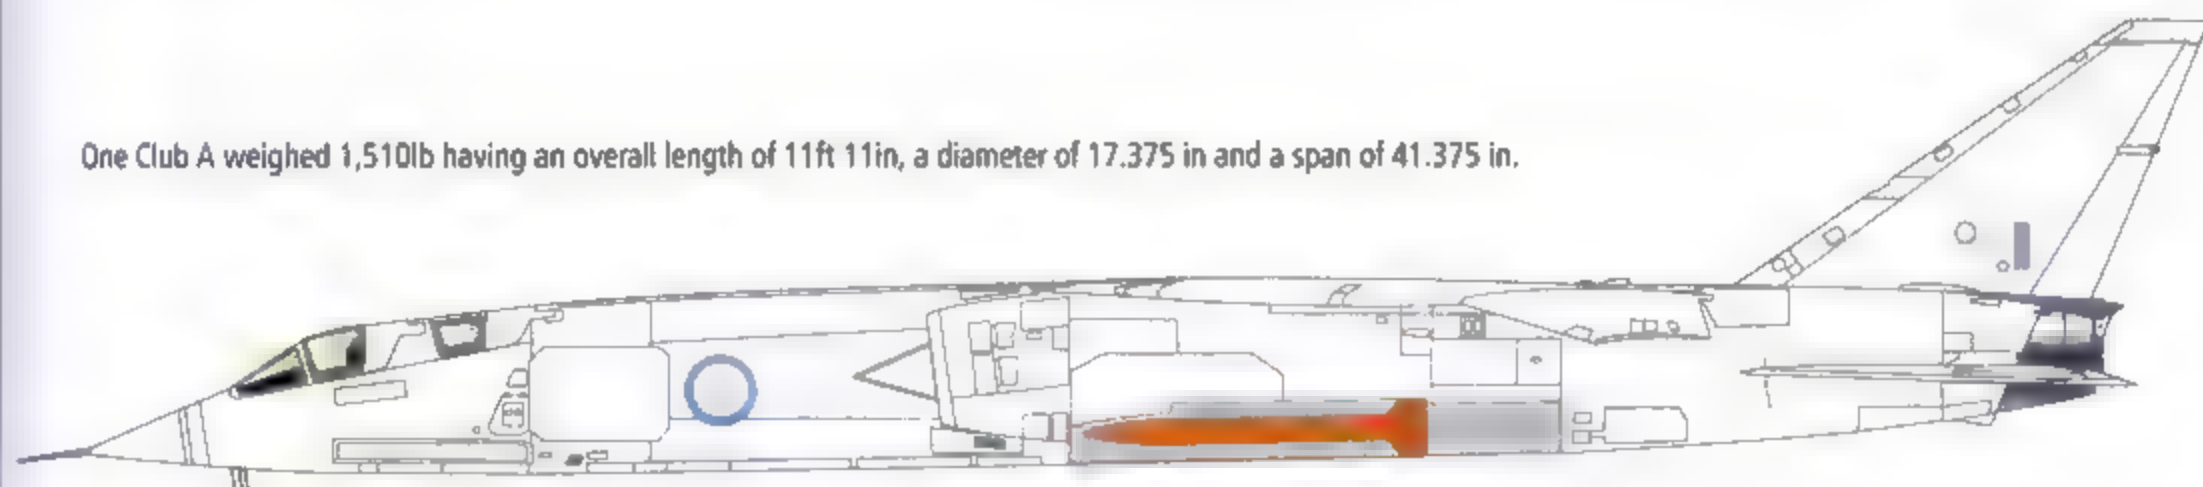 One Club A weighed 1,510lb having an overall length of 11ft 11in, a diameter of 17.375 in and a span of 41.375 in.